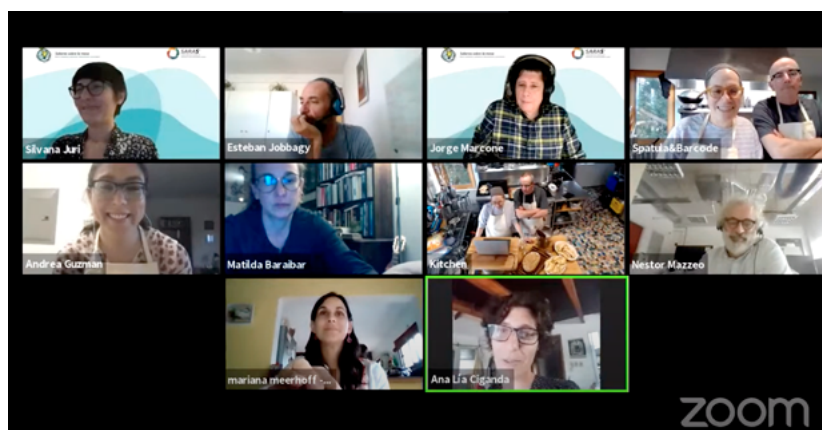 Silvana Juri
Esteban Jobbagy
Jorge Marcone
Spatula&Barcode
Andrea Guzman
Matilda Baraibar
Kitchen
Nestor Mazzeo
mariana meerhoff -...
Ana Lía Ciganda
zoom